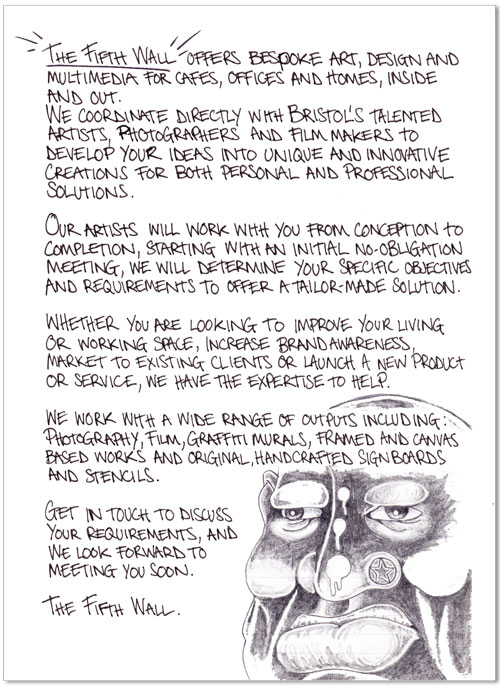 The Fifth Wall offers bespoke art, design and
multimedia for cafes, offices and homes, inside
and out.
We coordinate directly with Bristol's talented
artists, photographers and film makers to
develop your ideas into unique and innovative
creations for both personal and professional
solutions.
Our artists will work with you from conception to
completion, starting with an initial no-obligation
meeting, we will determine your specific objectives
and requirements to offer a tailor-made solution.
Whether you are looking to improve your living
or working space, increase brand awareness,
market to existing clients or launch a new product
or service, we have the expertise to help.
We work with a wide range of outputs including:
Photography, film, graffiti murals, framed and canvas
based works and original, handcrafted signboards
and stencils.
Get in touch to discuss
your requirements, and
we look forward to
meeting you soon.
The Fifth Wall.